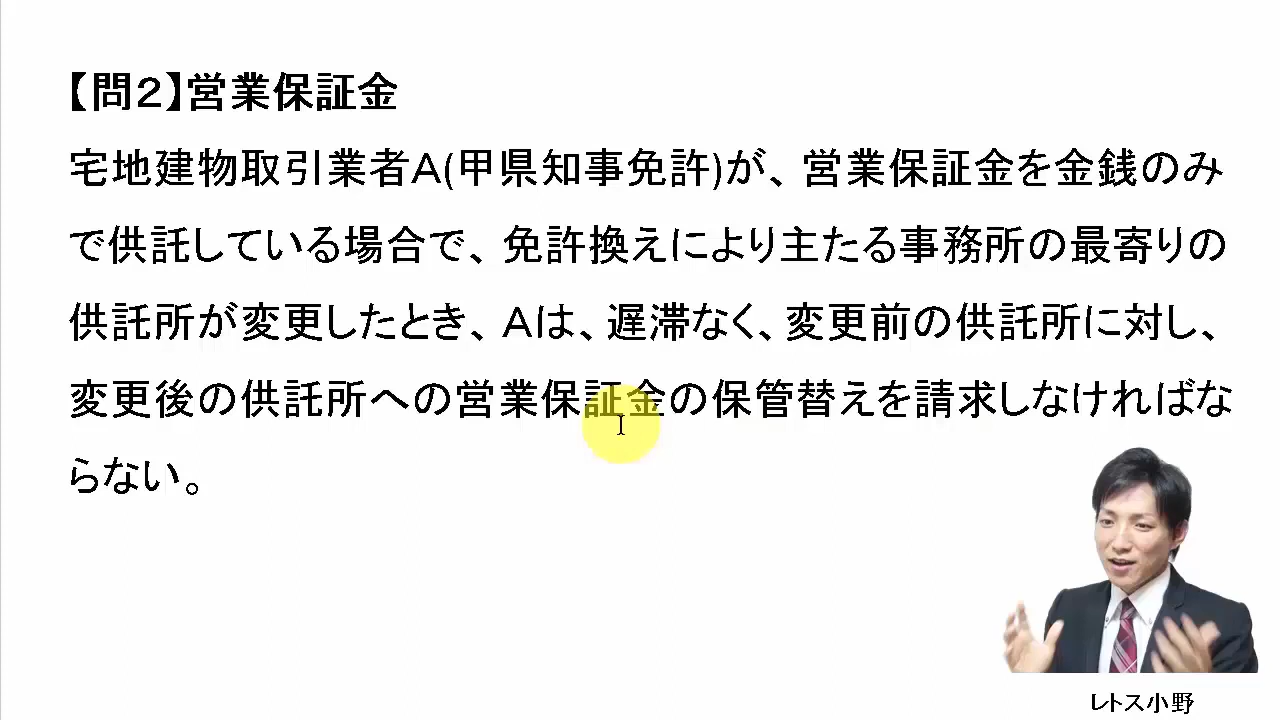 【問2】営業保証金
宅地建物取引業者A(甲県知事免許)が、営業保証金を金銭のみ
で供託している場合で、免許換えにより主たる事務所の最寄りの
供託所が変更したとき、Aは、遅滞なく、変更前の供託所に対し、
変更後の供託所への営業保証金の保管替えを請求しなければな
らない。
レトス小野